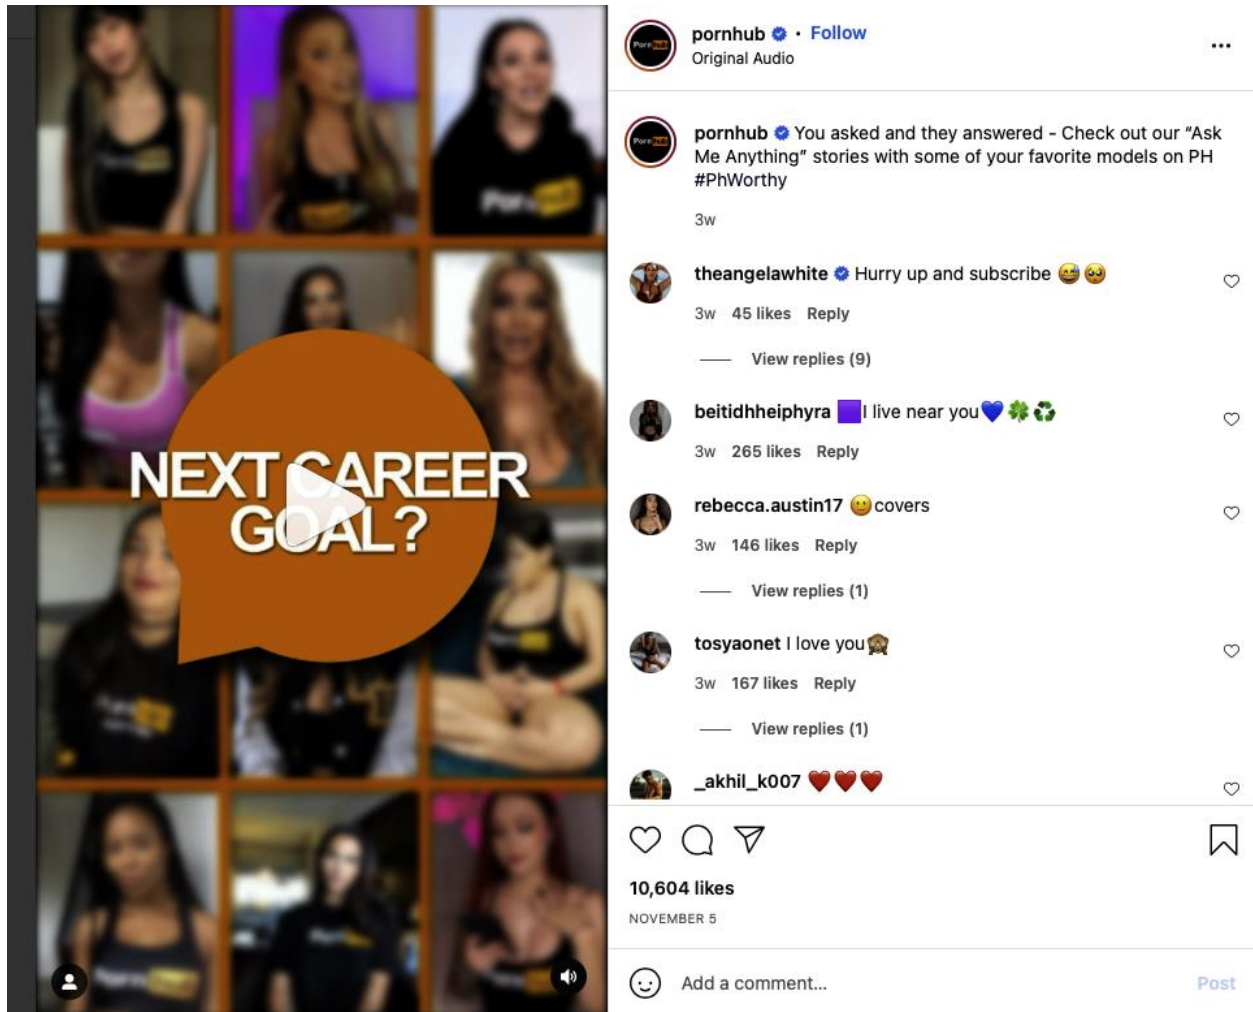 NEXT CAREER
GOAL?
Pornhub
pornhub • Follow
Original Audio
pornhub You asked and they answered - Check out our “Ask
Me Anything” stories with some of your favorite models on PH
#PhWorthy
3w
theangelawhite Hurry up and subscribe 😅 🥺
3w 45 likes Reply
View replies (9)
beitidhheiphyra 🟪I live near you💙 🍀 ♻️
3w 265 likes Reply
rebecca.austin17 🙂covers
3w 146 likes Reply
View replies (1)
tosyaonet I love you🙈
3w 167 likes Reply
View replies (1)
_akhil_k007 ❤️❤️❤️
10,604 likes
NOVEMBER 5
Add a comment...
Post